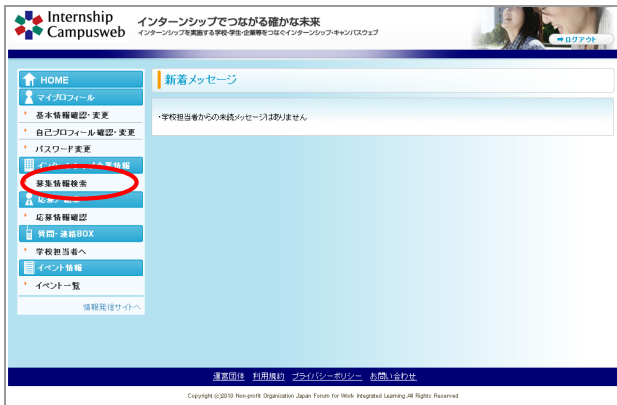 Internship
Campusweb
インターンシップでつながる確かな未来
インターンシップを実施する学校・学生・企業等をつなぐインターンシップ・キャンパスウェブ
ログアウト
HOME
マイプロフィール
基本情報確認・変更
自己プロフィール確認・変更
パスワード変更
募集情報検索
応募情報確認
質問・連絡BOX
学校担当者へ
イベント情報
イベント一覧
情報発信サイトへ
新着メッセージ
・学校担当者からの未読メッセージはありません
運営団体 利用規約 プライバシーポリシー お問い合わせ
Copyright (c)2010 Non-profit Organization Japan Forum for Work Integrated Learning.All Rights Reserved